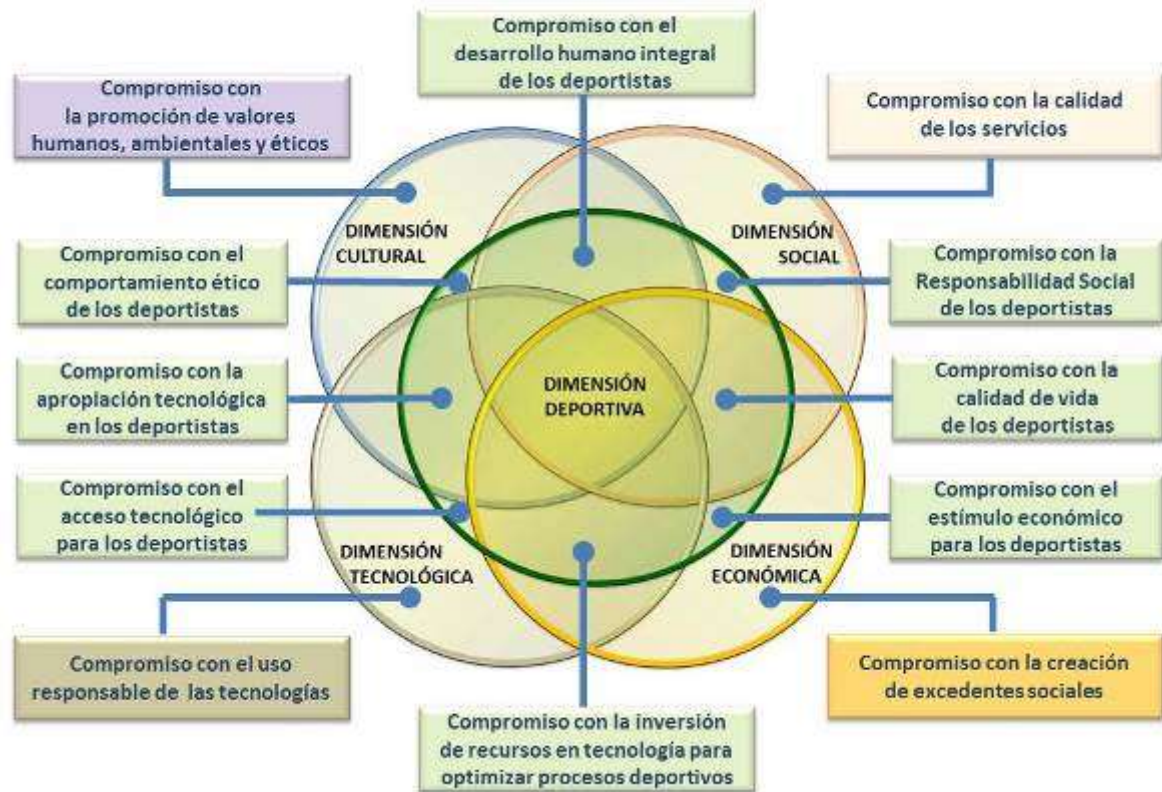 Compromiso con el
desarrollo humano integral
de los deportistas
Compromiso con
la promoción de valores
humanos, ambientales y éticos
Compromiso con la calidad
de los servicios
DIMENSIÓN
CULTURAL
DIMENSIÓN
SOCIAL
Compromiso con el
comportamiento ético
de los deportistas
Compromiso con la
Responsabilidad Social
de los deportistas
Compromiso con la
apropiación tecnológica
en los deportistas
DIMENSIÓN
DEPORTIVA
Compromiso con la
calidad de vida
de los deportistas
Compromiso con el
acceso tecnológico
para los deportistas
Compromiso con el
estímulo económico
para los deportistas
DIMENSIÓN
TECNOLÓGICA
DIMENSIÓN
ECONÓMICA
Compromiso con el uso
responsable de las tecnologías
Compromiso con la creación
de excedentes sociales
Compromiso con la inversión
de recursos en tecnología para
optimizar procesos deportivos